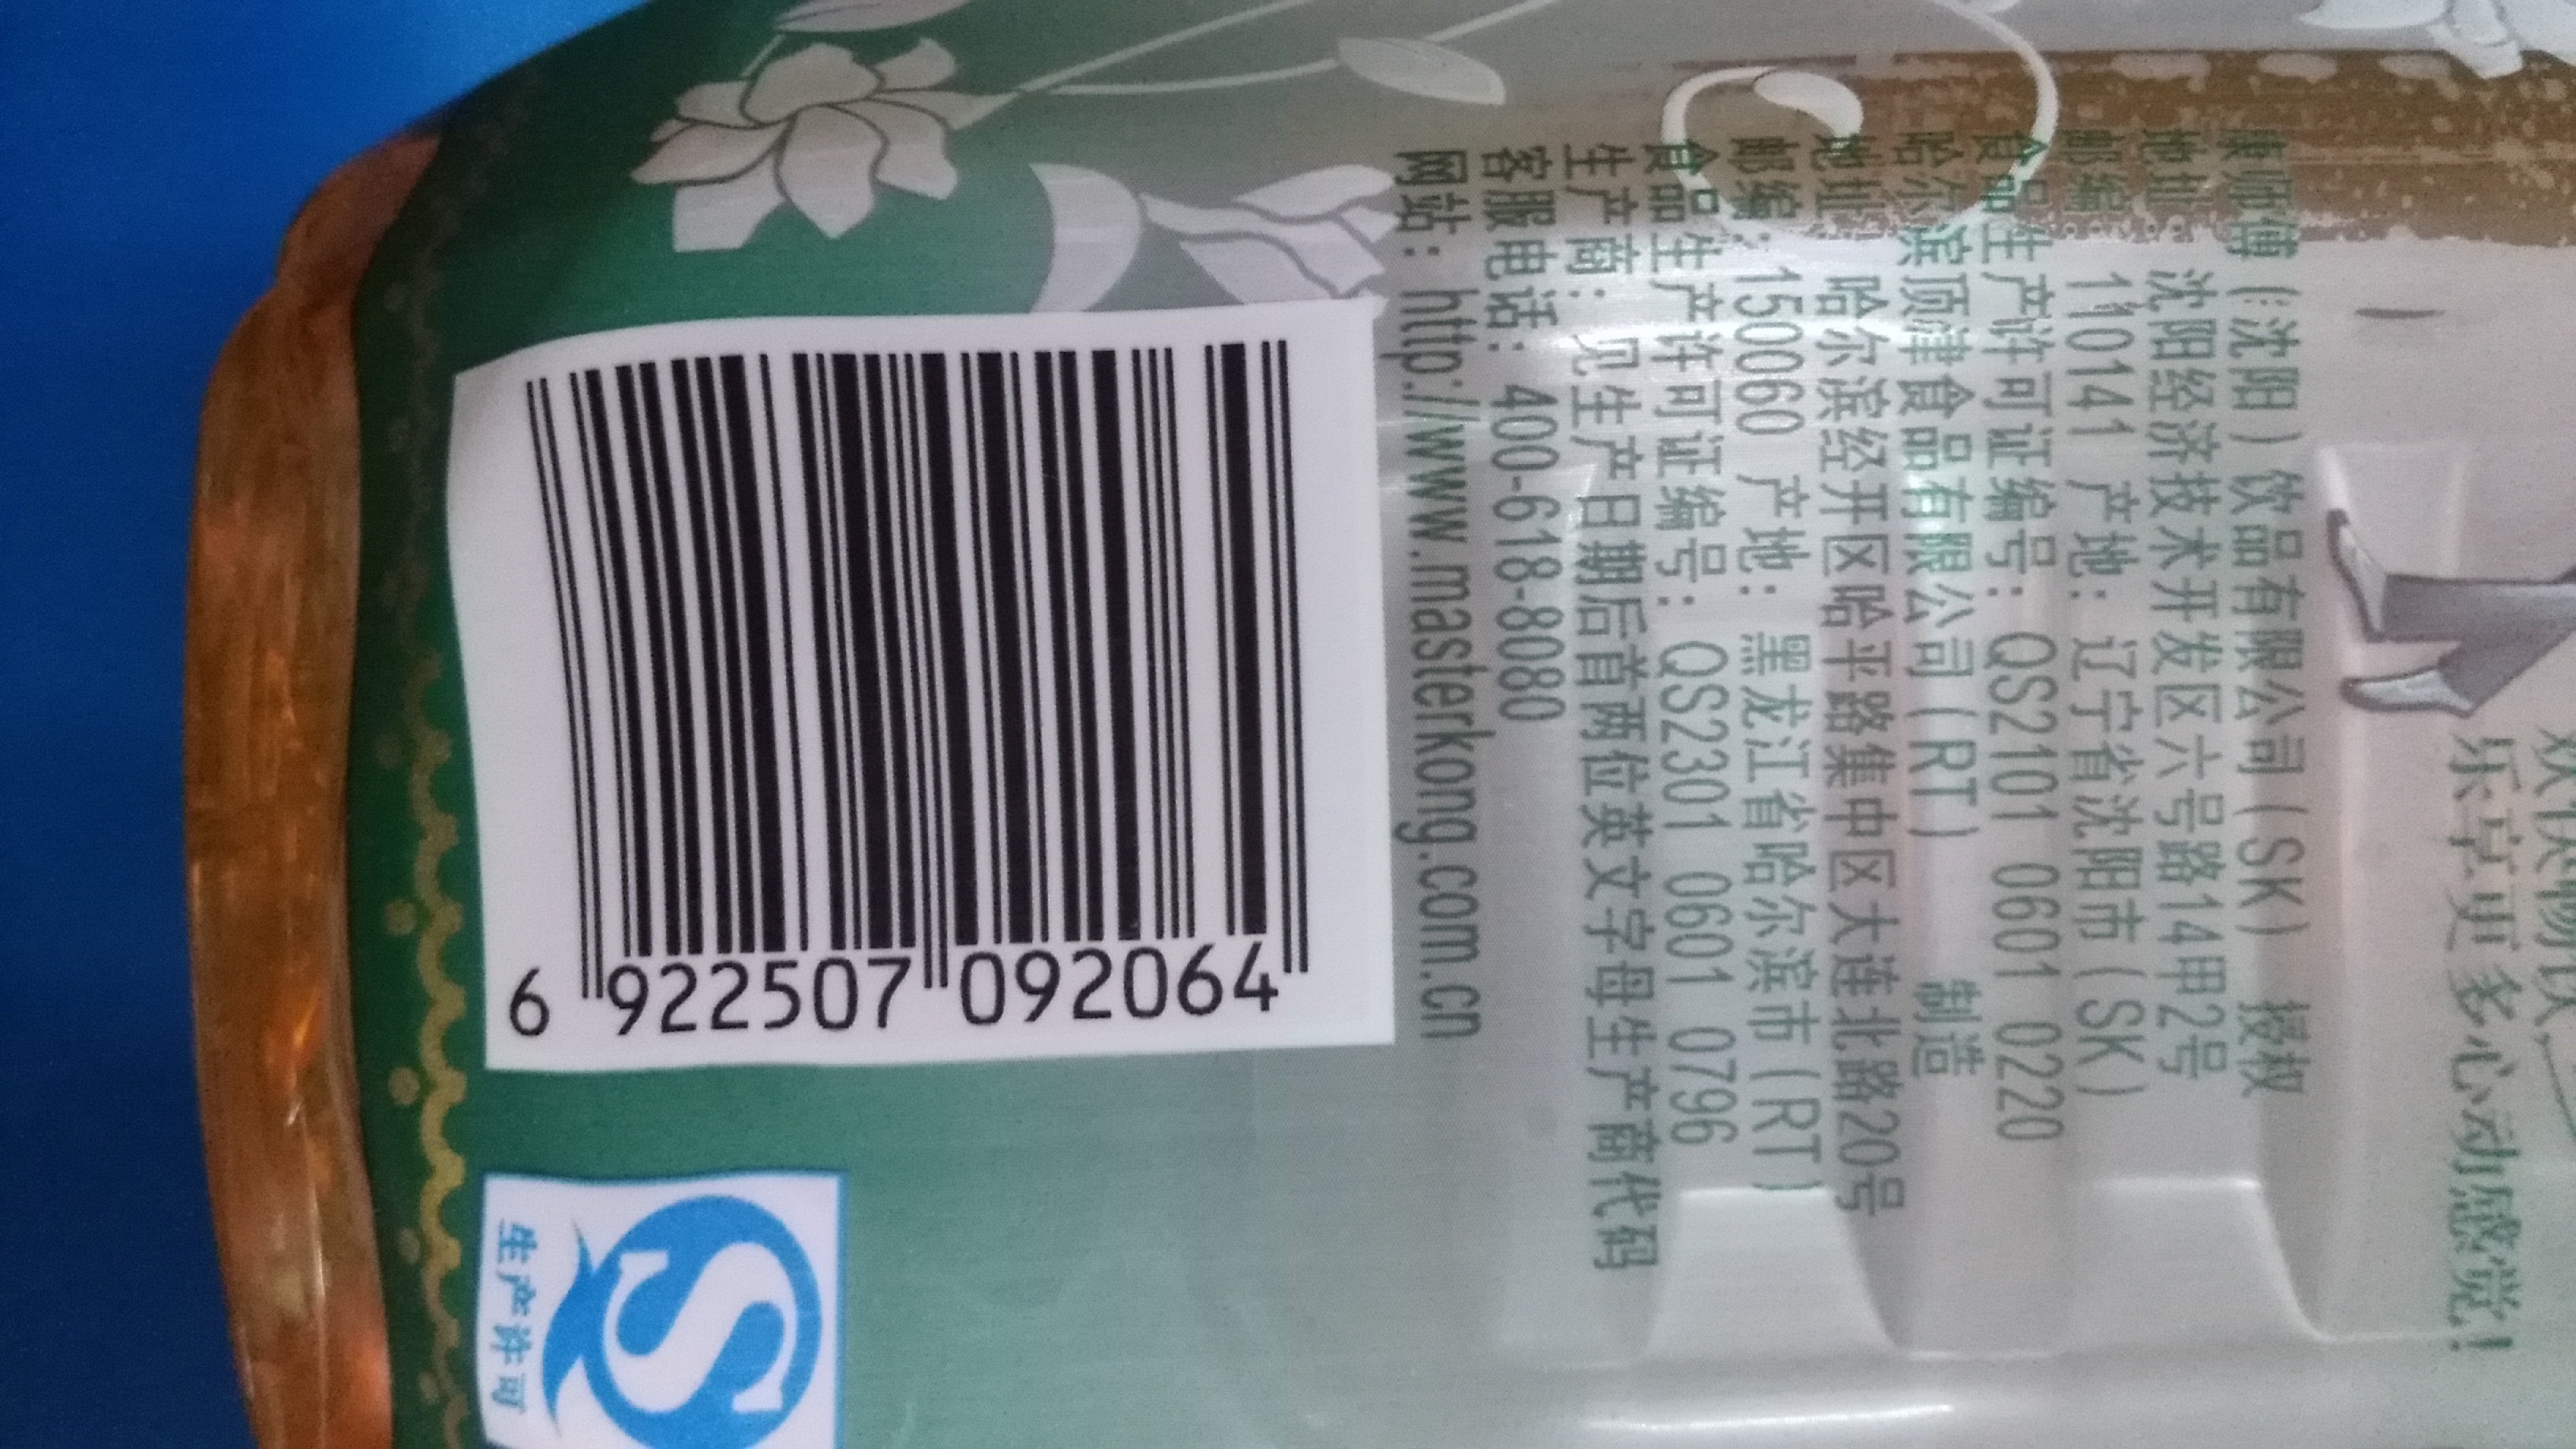 欢快畅饮，
乐享更多心动感觉！
康师傅（沈阳）饮品有限公司（SK） 授权
地址：沈阳经济技术开发区六号路14甲2号
邮编：110141 产地：辽宁省沈阳市（SK）
食品生产许可证编号：QS2101 0601 0220
哈尔滨顶津食品有限公司（RT） 制造
地址：哈尔滨经开区哈平路集中区大连北路20号
邮编：150060 产地：黑龙江省哈尔滨市（RT）
食品生产许可证编号：QS2301 0601 0796
生产商：见生产日期后首两位英文字母生产商代码
客服电话：400-618-8080
网站：http://www.masterkong.com.cn
6 922507 092064
生产许可